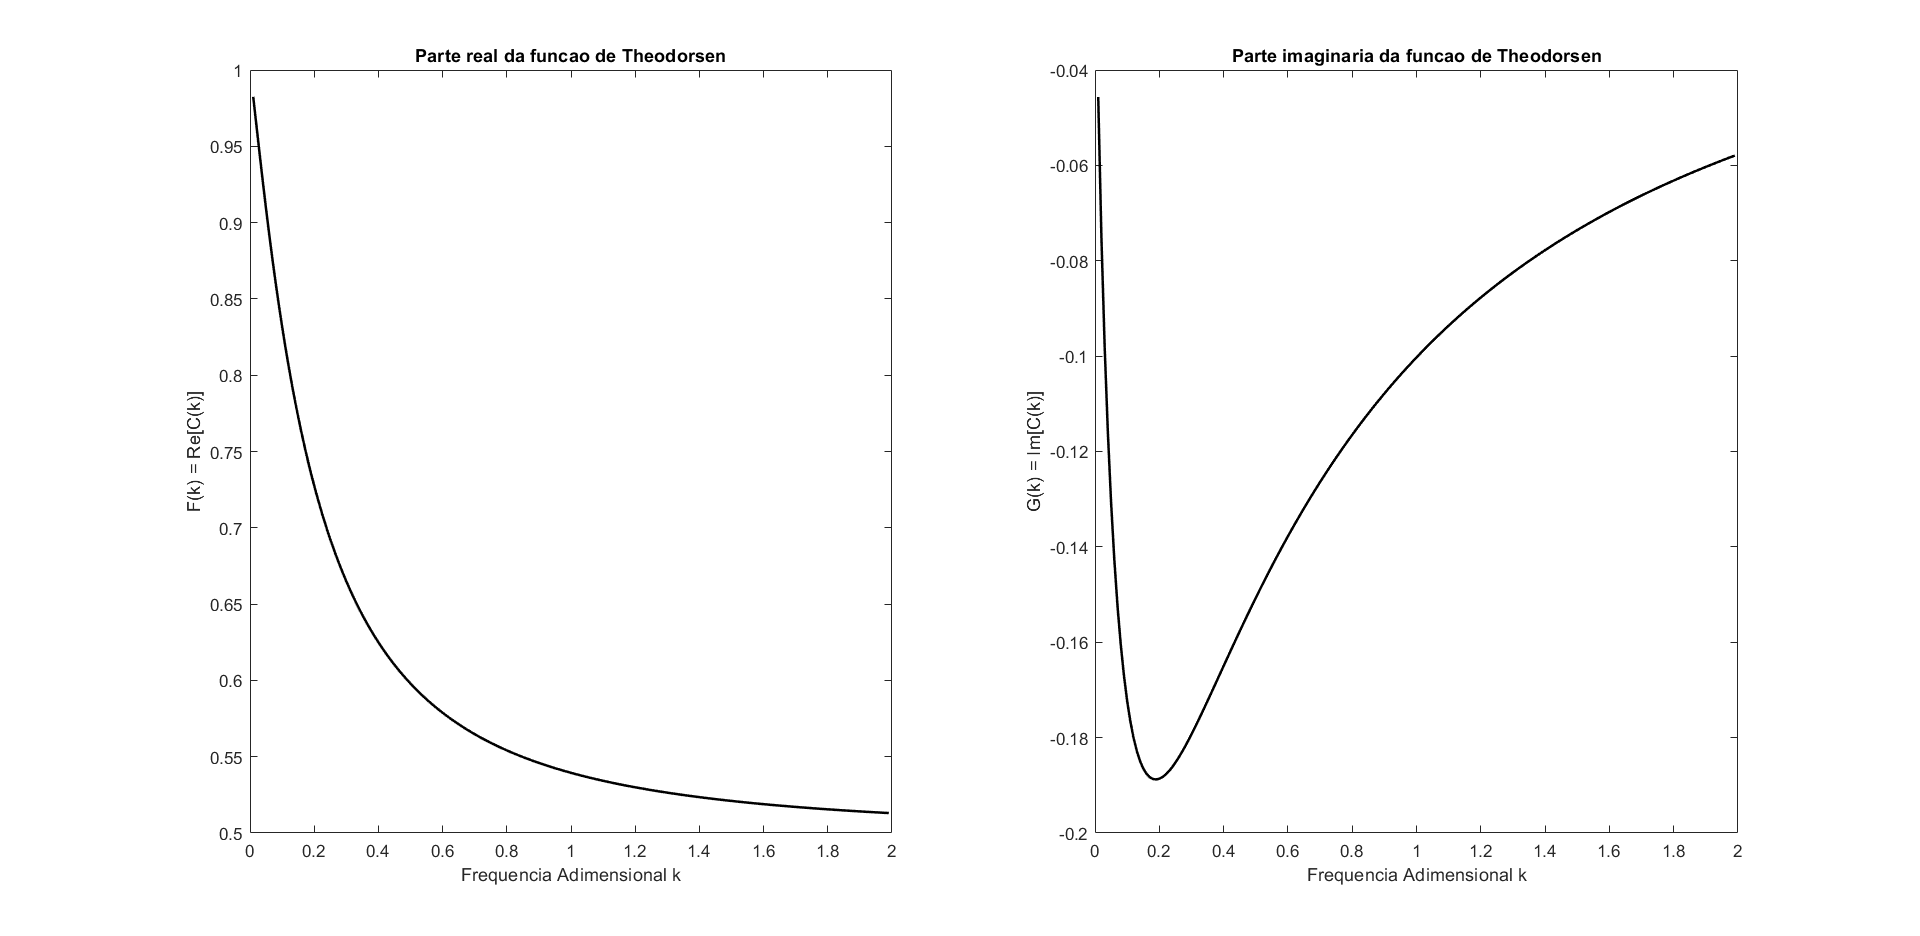 Parte real da funcao de Theodorsen
1
0.95
0.9
0.85
0.8
0.75
0.7
0.65
0.6
0.55
0.5
F(k) = Re[C(k)]
0 0.2 0.4 0.6 0.8 1 1.2 1.4 1.6 1.8 2
Frequencia Adimensional k
Parte imaginaria da funcao de Theodorsen
-0.04
-0.06
-0.08
-0.1
-0.12
-0.14
-0.16
-0.18
-0.2
G(k) = Im[C(k)]
0 0.2 0.4 0.6 0.8 1 1.2 1.4 1.6 1.8 2
Frequencia Adimensional k